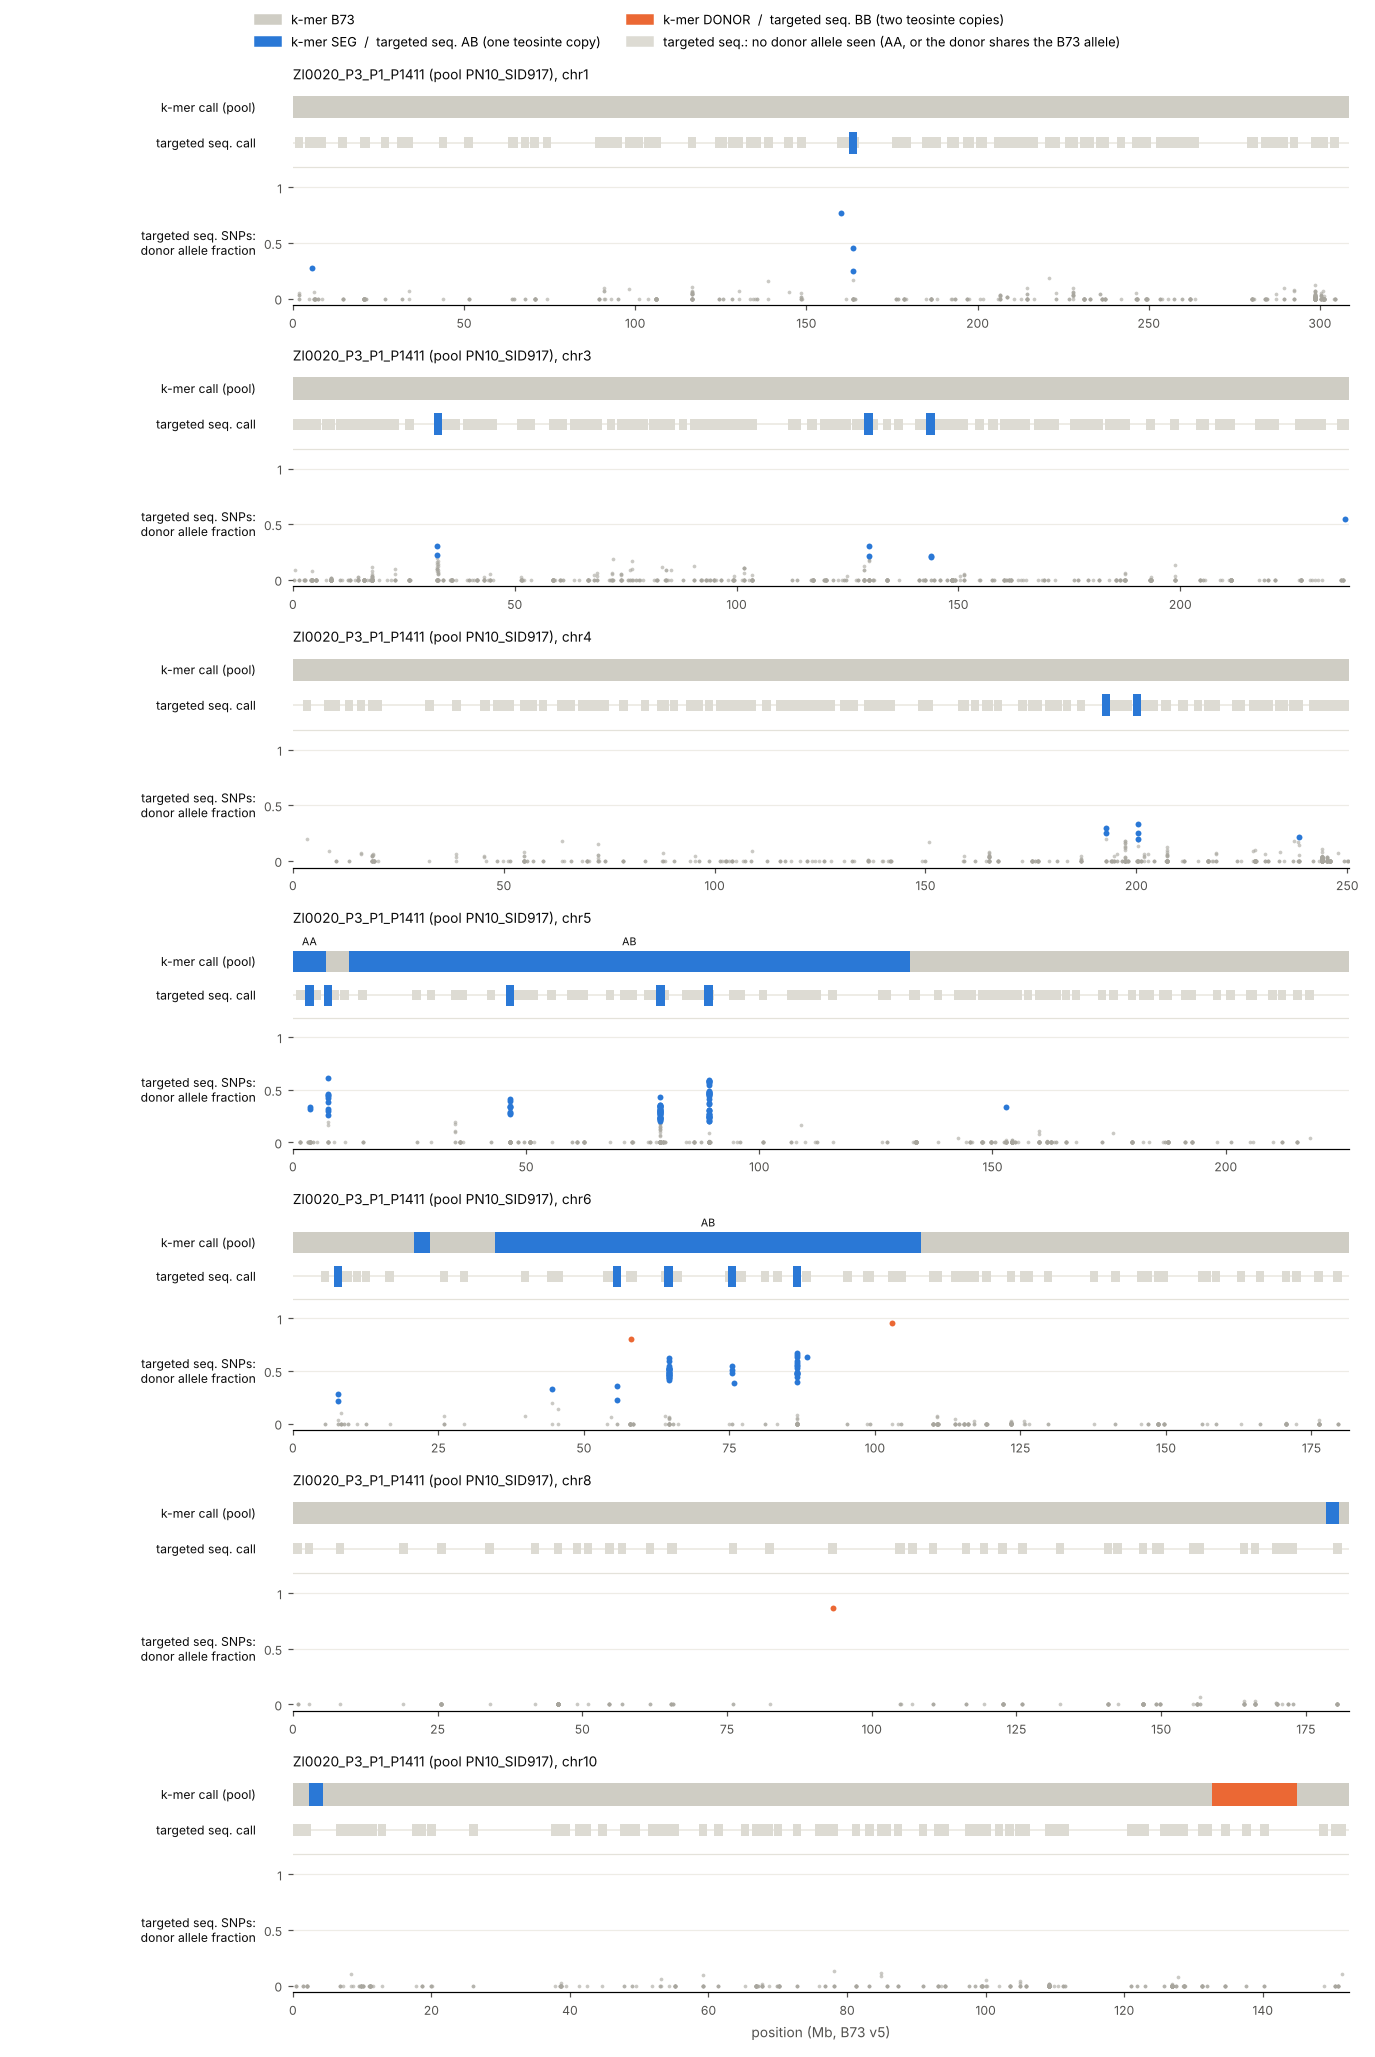 k-mer B73
k-mer DONOR / targeted seq. BB (two teosinte copies)
k-mer SEG / targeted seq. AB (one teosinte copy)
targeted seq.: no donor allele seen (AA, or the donor shares the B73 allele)
ZI0020_P3_P1_P1411 (pool PN10_SID917), chr1
k-mer call (pool)
targeted seq. call
1
targeted seq. SNPs:
donor allele fraction
0.5
0
0 50 100 150 200 250 300
ZI0020_P3_P1_P1411 (pool PN10_SID917), chr3
k-mer call (pool)
targeted seq. call
1
targeted seq. SNPs:
donor allele fraction
0.5
0
0 50 100 150 200
ZI0020_P3_P1_P1411 (pool PN10_SID917), chr4
k-mer call (pool)
targeted seq. call
1
targeted seq. SNPs:
donor allele fraction
0.5
0
0 50 100 150 200 250
ZI0020_P3_P1_P1411 (pool PN10_SID917), chr5
AA AB
k-mer call (pool)
targeted seq. call
1
targeted seq. SNPs:
donor allele fraction
0.5
0
0 50 100 150 200
ZI0020_P3_P1_P1411 (pool PN10_SID917), chr6
AB
k-mer call (pool)
targeted seq. call
1
targeted seq. SNPs:
donor allele fraction
0.5
0
0 25 50 75 100 125 150 175
ZI0020_P3_P1_P1411 (pool PN10_SID917), chr8
k-mer call (pool)
targeted seq. call
1
targeted seq. SNPs:
donor allele fraction
0.5
0
0 25 50 75 100 125 150 175
ZI0020_P3_P1_P1411 (pool PN10_SID917), chr10
k-mer call (pool)
targeted seq. call
1
targeted seq. SNPs:
donor allele fraction
0.5
0
0 20 40 60 80 100 120 140
position (Mb, B73 v5)